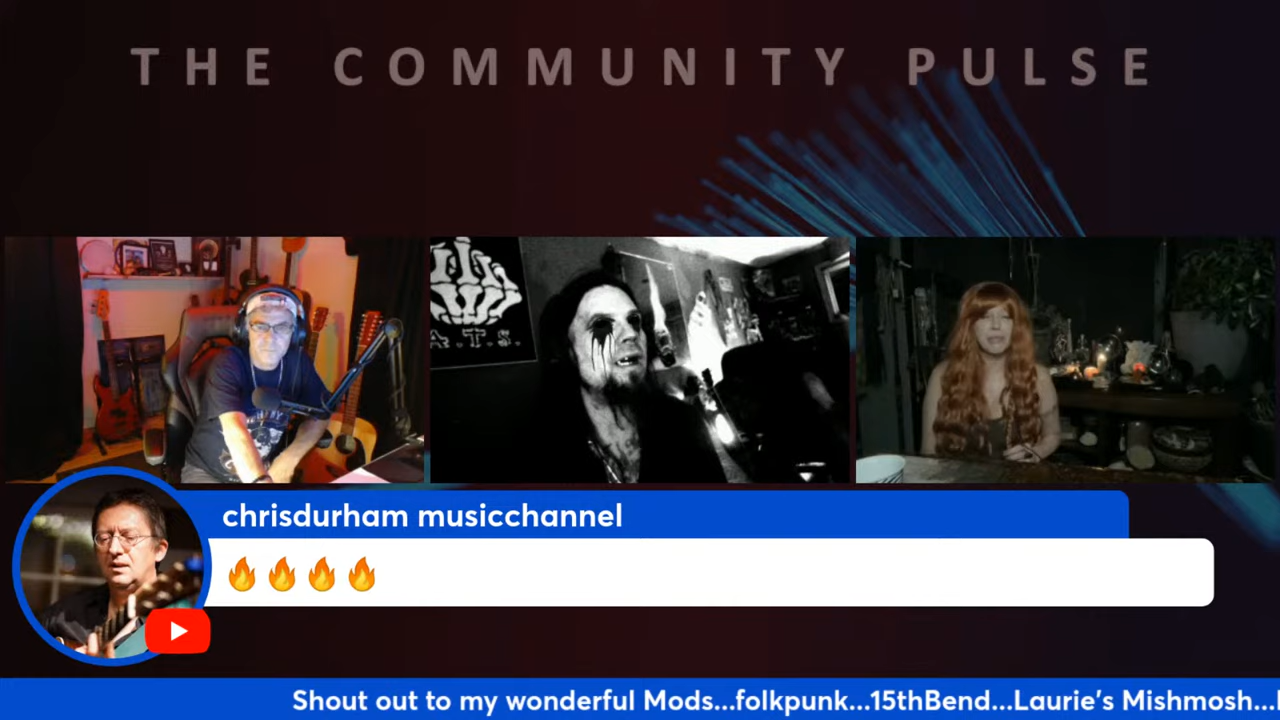 THE COMMUNITY PULSE
A.T.S.
chrisdurham musicchannel
🔥🔥🔥🔥
Shout out to my wonderful Mods...folkpunk...15thBend...Laurie's Mishmosh...